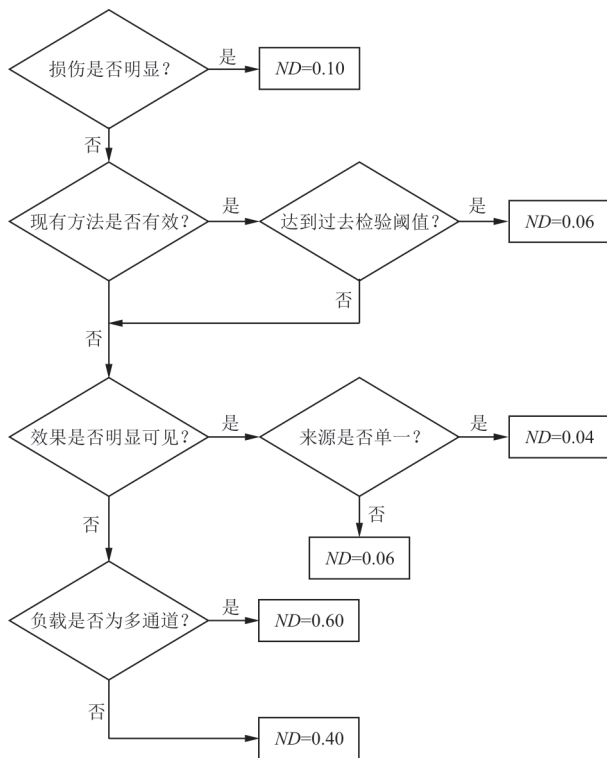 损伤是否明显？
是
ND=0.10
否
现有方法是否有效？
是
达到过去检验阈值？
是
ND=0.06
否
否
效果是否明显可见？
是
来源是否单一？
是
ND=0.04
否
否
ND=0.06
负载是否为多通道？
是
ND=0.60
否
ND=0.40